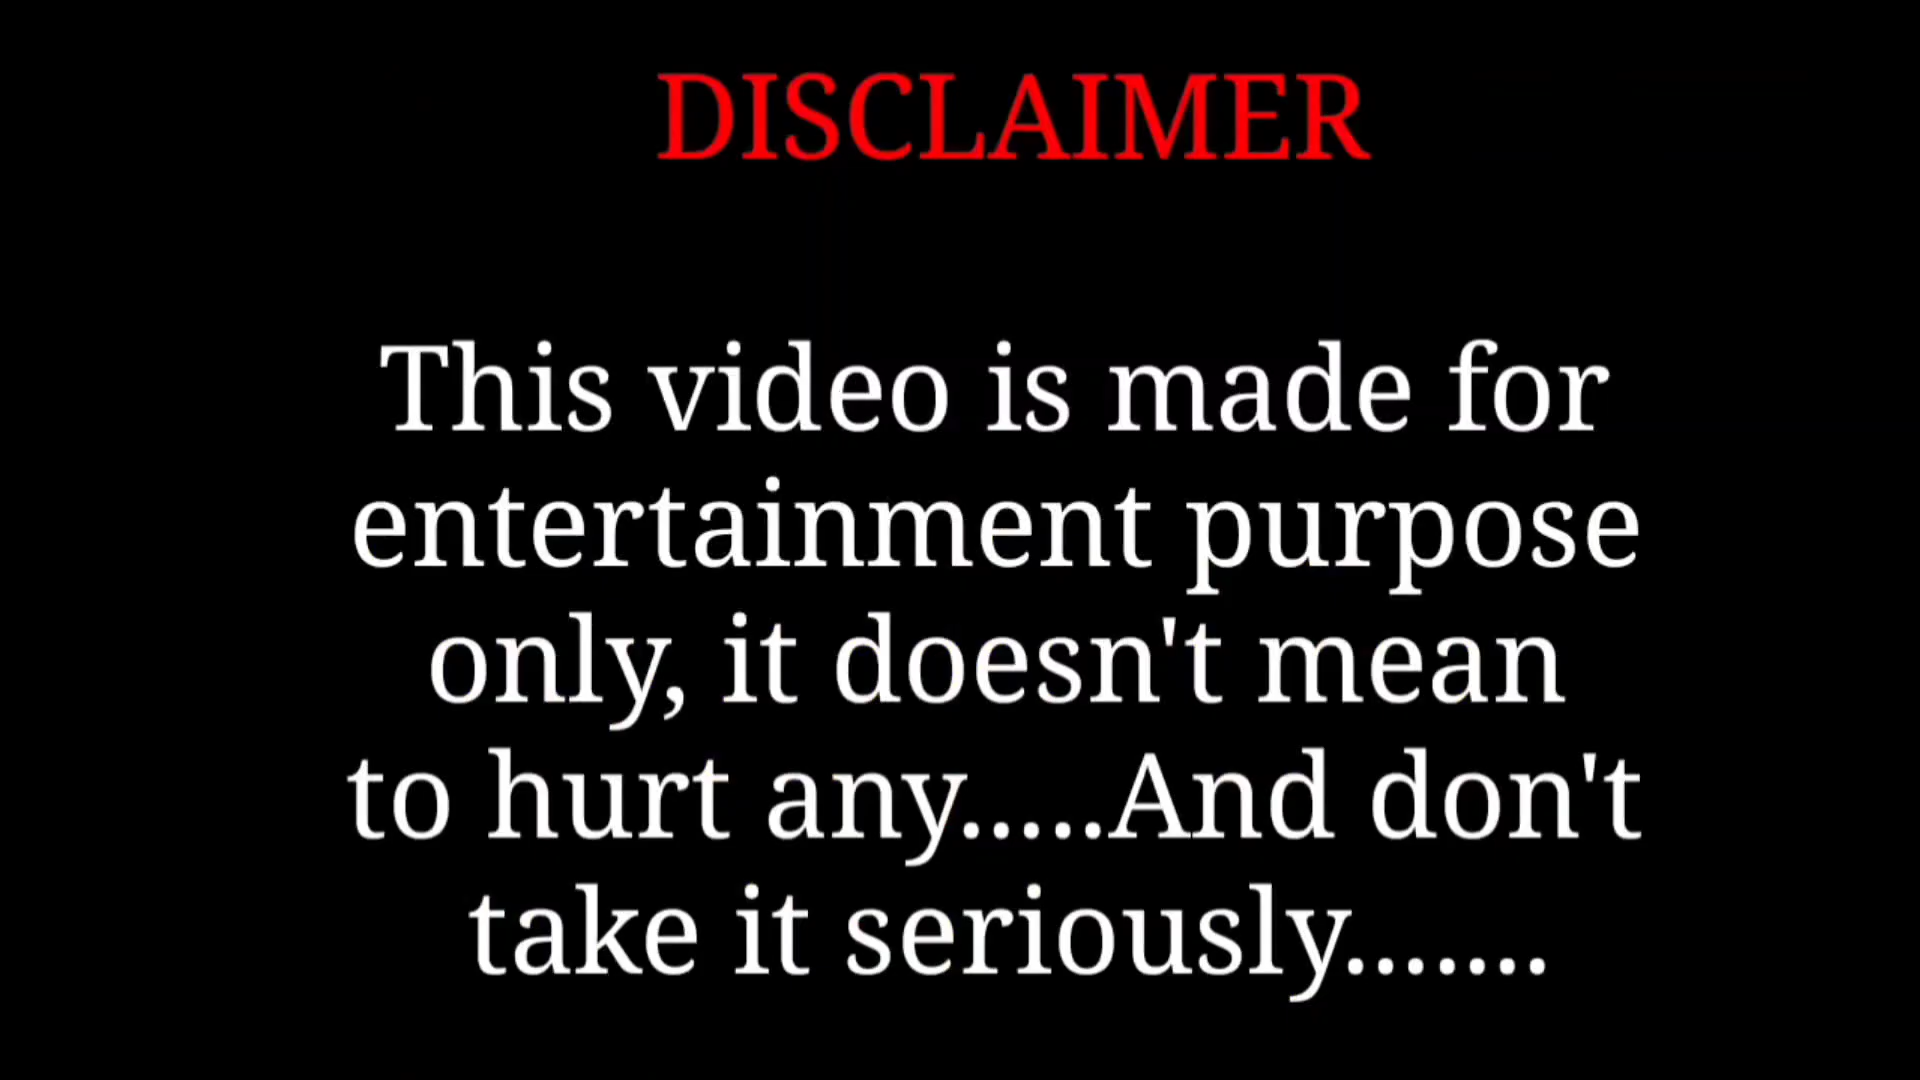 DISCLAIMER
This video is made for
entertainment purpose
only, it doesn't mean
to hurt any.....And don't
take it seriously.......